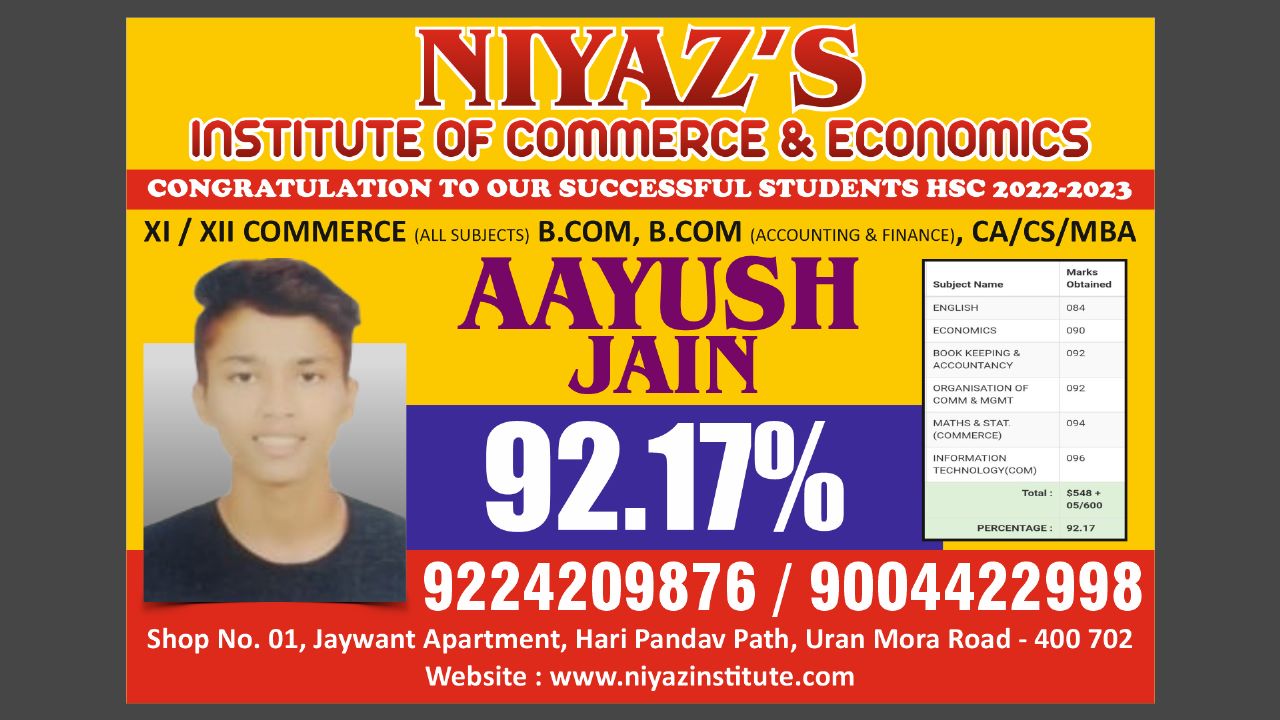 NIYAZ'S
INSTITUTE OF COMMERCE & ECONOMICS
CONGRATULATION TO OUR SUCCESSFUL STUDENTS HSC 2022-2023
XI / XII COMMERCE (ALL SUBJECTS) B.COM, B.COM (ACCOUNTING & FINANCE), CA/CS/MBA
AAYUSH
JAIN
92.17%
Subject Name Marks Obtained
ENGLISH 084
ECONOMICS 090
BOOK KEEPING & ACCOUNTANCY 092
ORGANISATION OF COMM & MGMT 092
MATHS & STAT. (COMMERCE) 094
INFORMATION TECHNOLOGY(COM) 096
Total : $548 + 05/600
PERCENTAGE : 92.17
9224209876 / 9004422998
Shop No. 01, Jaywant Apartment, Hari Pandav Path, Uran Mora Road - 400 702
Website : www.niyazinstitute.com